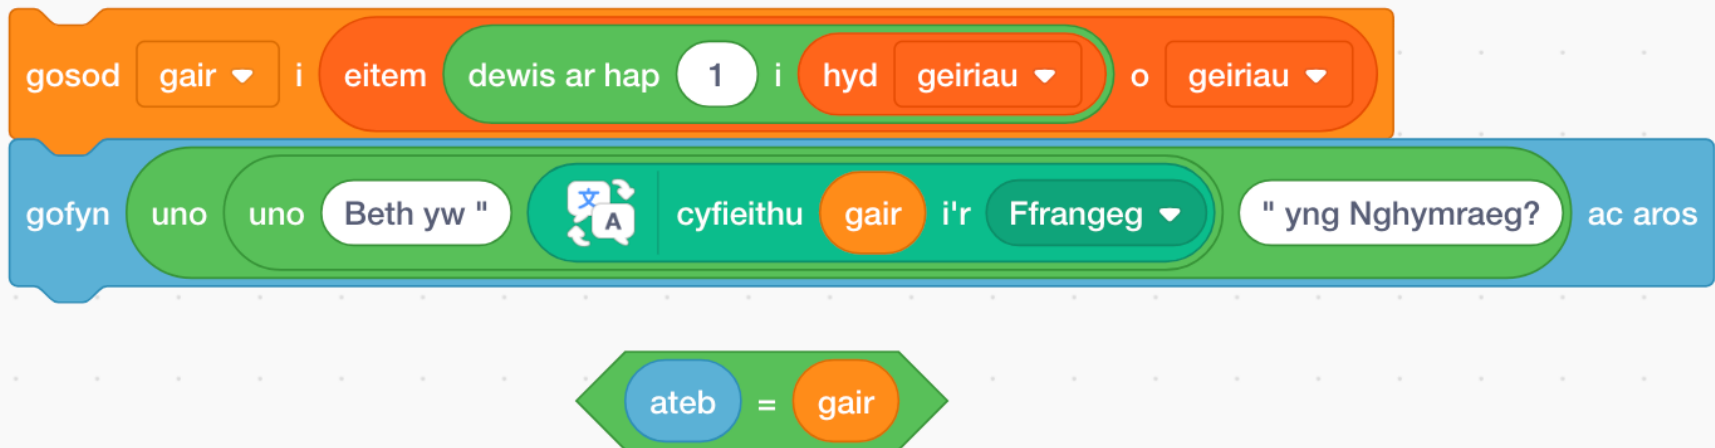 gosod gair i eitem dewis ar hap 1 i hyd geiriau o geiriau
gofyn uno uno Beth yw " cyfieithu gair i'r Ffrangeg " yng Nghymraeg? ac aros
ateb = gair